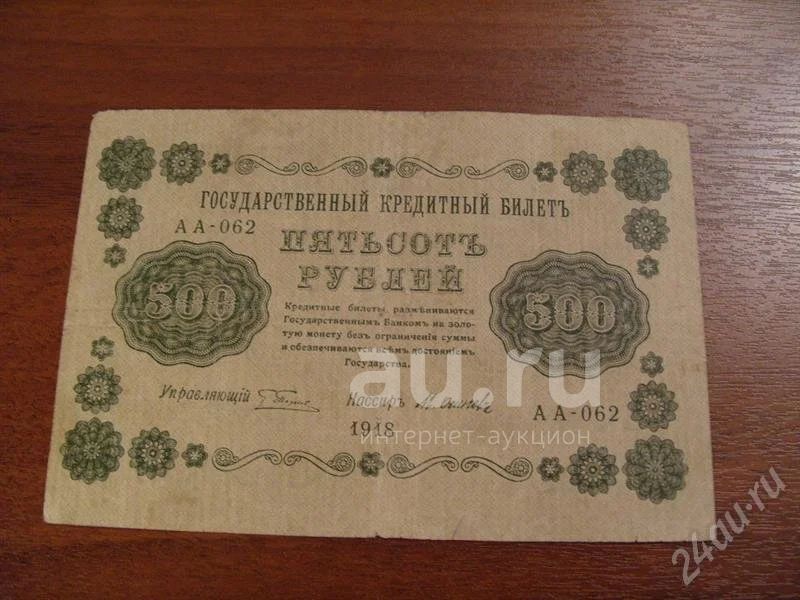 ГОСУДАРСТВЕННЫЙ КРЕДИТНЫЙ БИЛЕТЪ
АА-062
ПЯТЬСОТЪ
РУБЛЕЙ
500
500
Кредитные билеты размѣниваются
Государственнымъ Банкомъ на золо-
тую монету безъ ограниченія суммы
и обезпечиваются всѣмъ достояніемъ
Государства.
au.ru
интернет-аукцион
Управляющій
Кассиръ
АА-062
1918
24au.ru